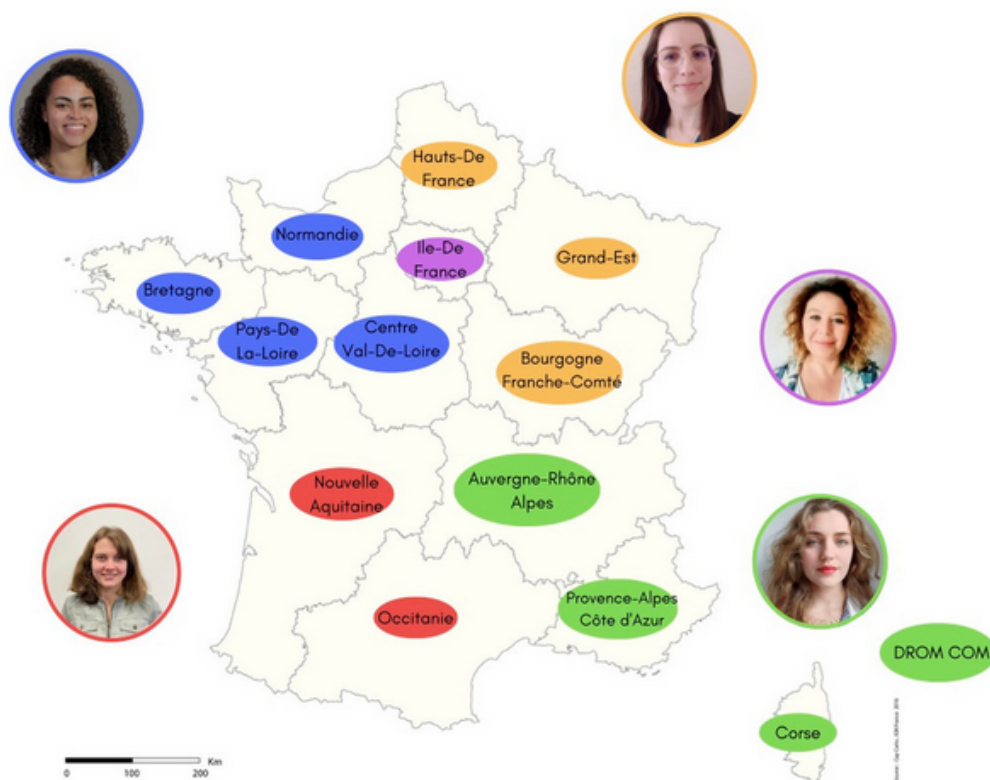 Hauts-De
France
Normandie
Ile-De
France
Grand-Est
Bretagne
Pays-De
La-Loire
Centre
Val-De-Loire
Bourgogne
Franche-Comté
Nouvelle
Aquitaine
Auvergne-Rhône
Alpes
Occitanie
Provence-Alpes
Côte d'Azur
DROM COM
Corse
Km
0 100 200